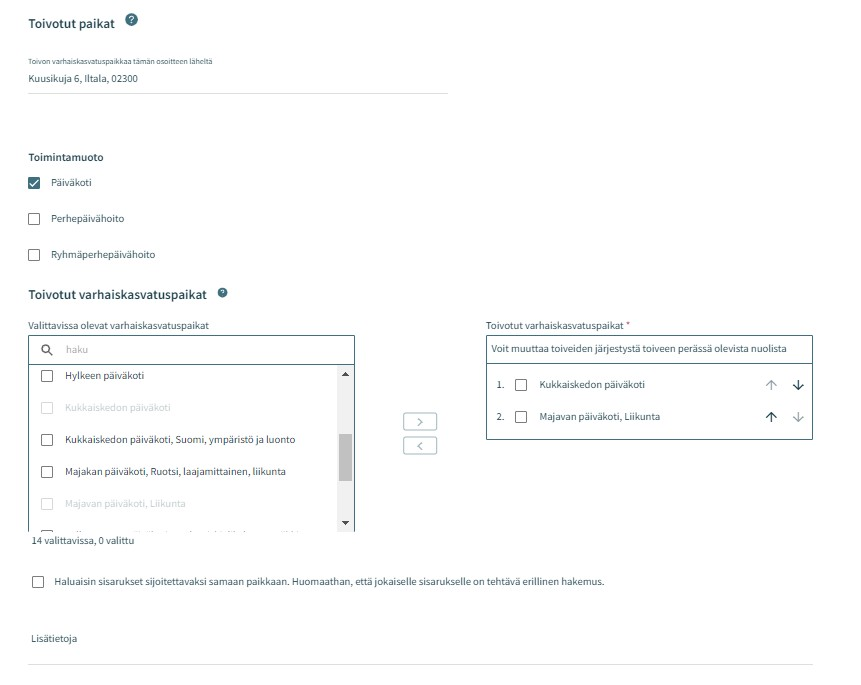 Toivotut paikat ?
Toivon varhaiskasvatuspaikkaa tämän osoitteen läheltä
Kuusikuja 6, Iltala, 02300
Toimintamuoto
Päiväkoti
Perhepäivähoito
Ryhmäperhepäivähoito
Toivotut varhaiskasvatuspaikat ?
Valittavissa olevat varhaiskasvatuspaikat
haku
Hylkeen päiväkoti
Kukkaiskedon päiväkoti
Kukkaiskedon päiväkoti, Suomi, ympäristö ja luonto
Majakan päiväkoti, Ruotsi, laajamittainen, liikunta
Majavan päiväkoti, Liikunta
14 valittavissa, 0 valittu
Toivotut varhaiskasvatuspaikat *
Voit muuttaa toiveiden järjestystä toiveen perässä olevista nuolista
1. Kukkaiskedon päiväkoti
2. Majavan päiväkoti, Liikunta
Haluaisin sisarukset sijoitettavaksi samaan paikkaan. Huomaathan, että jokaiselle sisarukselle on tehtävä erillinen hakemus.
Lisätietoja